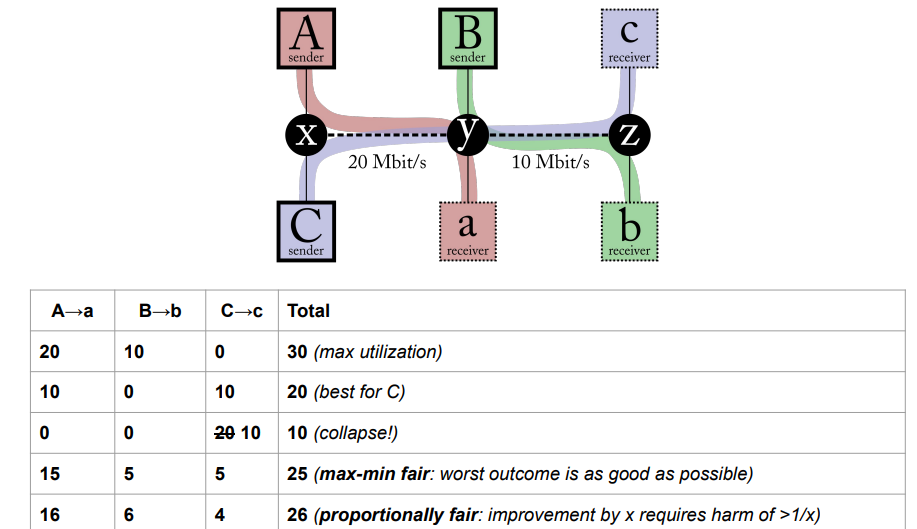 A B c
sender sender receiver
x y z
20 Mbit/s 10 Mbit/s
C a b
sender receiver receiver
A→a B→b C→c Total
20 10 0 30 (max utilization)
10 0 10 20 (best for C)
0 0 20 10 10 (collapse!)
15 5 5 25 (max-min fair: worst outcome is as good as possible)
16 6 4 26 (proportionally fair: improvement by x requires harm of >1/x)